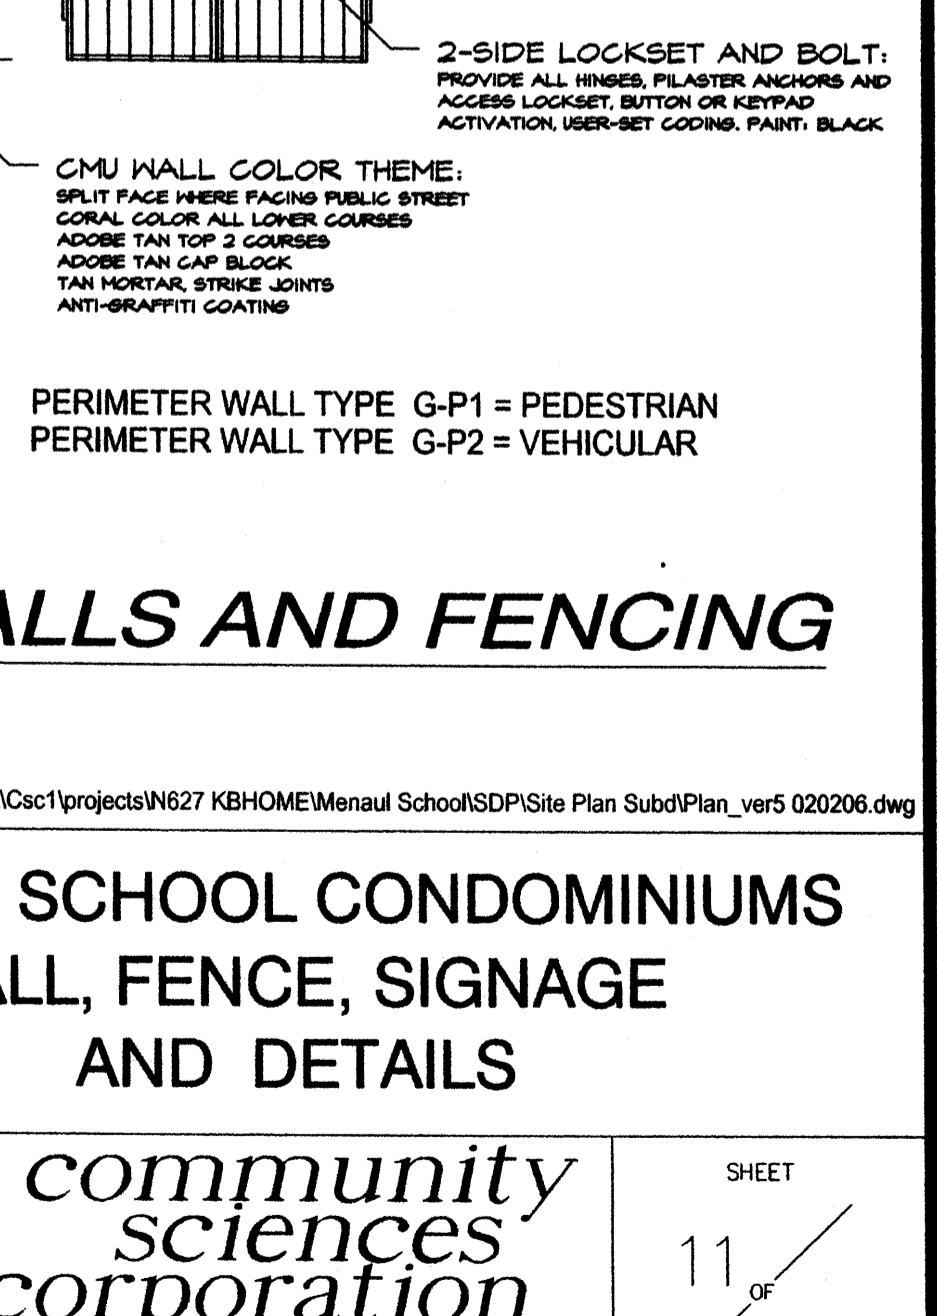 2-SIDE LOCKSET AND BOLT:
PROVIDE ALL HINGES, PILASTER ANCHORS AND
ACCESS LOCKSET, BUTTON OR KEYPAD
ACTIVATION, USER-SET CODING. PAINT: BLACK
CMU WALL COLOR THEME:
SPLIT FACE WHERE FACING PUBLIC STREET
CORAL COLOR ALL LOWER COURSES
ADOBE TAN TOP 2 COURSES
ADOBE TAN CAP BLOCK
TAN MORTAR, STRIKE JOINTS
ANTI-GRAFFITI COATING
PERIMETER WALL TYPE G-P1 = PEDESTRIAN
PERIMETER WALL TYPE G-P2 = VEHICULAR
ALLS AND FENCING
\Csc1\projects\N627 KBHOME\Menaul School\SDP\Site Plan Subd\Plan_ver5 020206.dwg
SCHOOL CONDOMINIUMS
ALL, FENCE, SIGNAGE
AND DETAILS
community
sciences
corporation
SHEET
11
OF